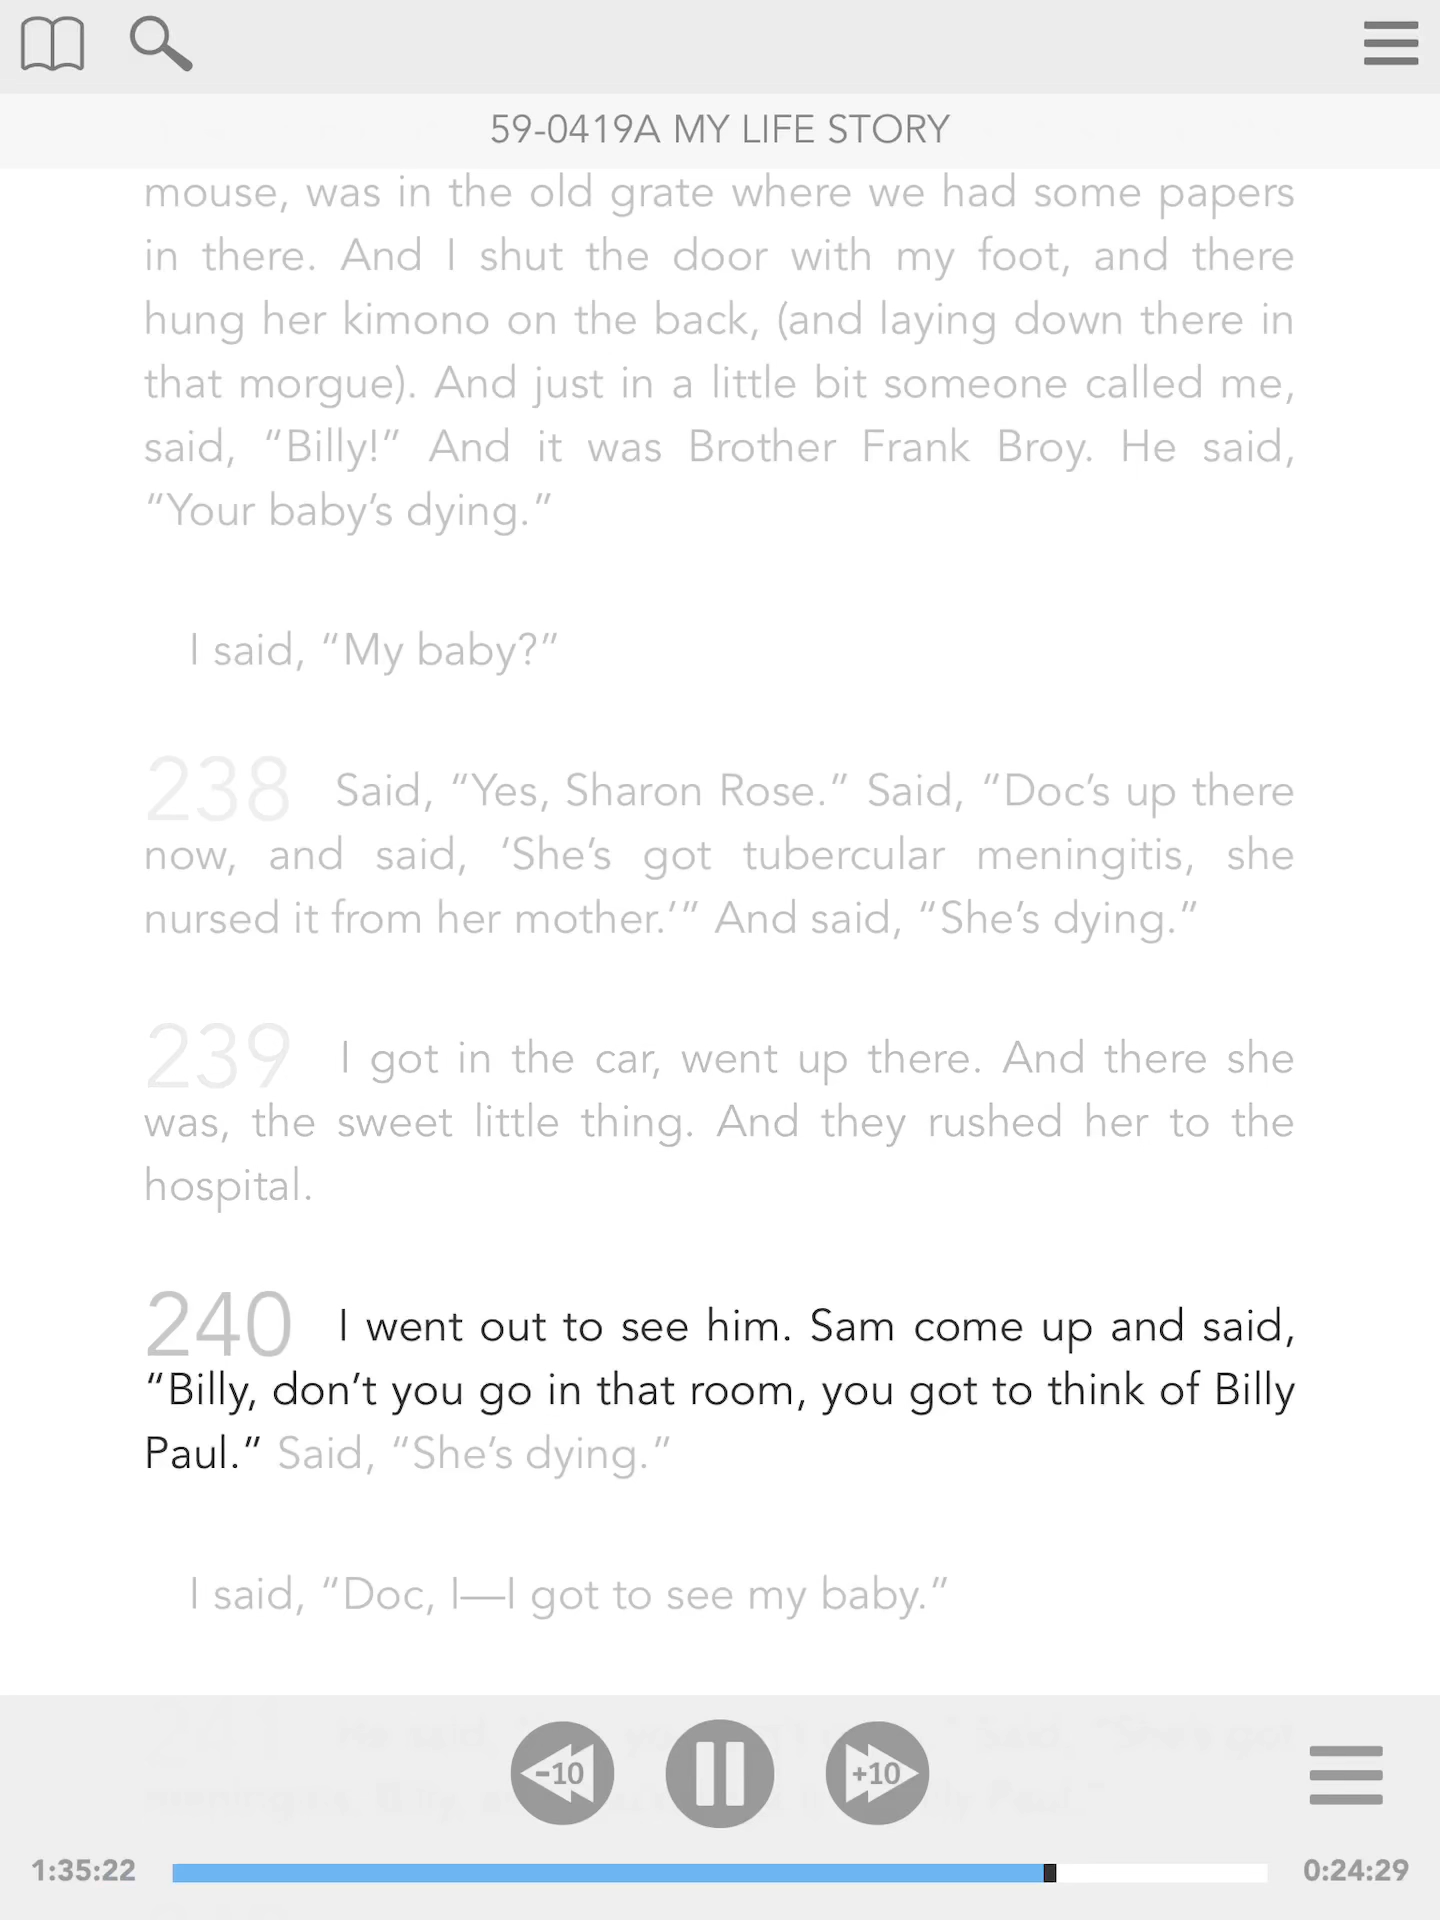 59-0419A MY LIFE STORY
mouse, was in the old grate where we had some papers
in there. And I shut the door with my foot, and there
hung her kimono on the back, (and laying down there in
that morgue). And just in a little bit someone called me,
said, “Billy!” And it was Brother Frank Broy. He said,
“Your baby’s dying.”
I said, “My baby?”
238 Said, “Yes, Sharon Rose.” Said, “Doc’s up there
now, and said, ‘She’s got tubercular meningitis, she
nursed it from her mother.’” And said, “She’s dying.”
239 I got in the car, went up there. And there she
was, the sweet little thing. And they rushed her to the
hospital.
240 I went out to see him. Sam come up and said,
“Billy, don’t you go in that room, you got to think of Billy
Paul.” Said, “She’s dying.”
I said, “Doc, I—I got to see my baby.”
He said, Said, “She’s got
-10 +10
meningitis, Billy, Paul.”
1:35:22 0:24:29